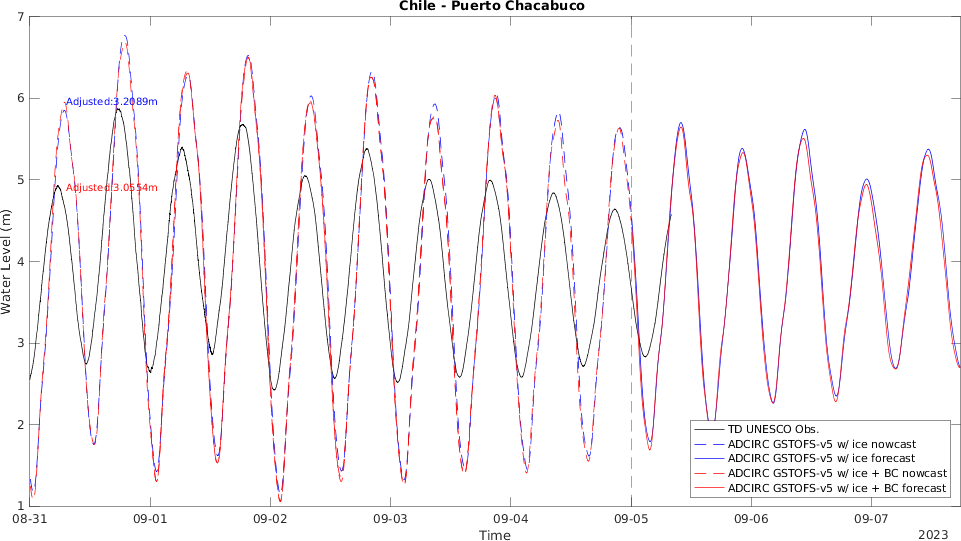 Chile - Puerto Chacabuco
7
6
5
4
3
2
1
Water Level (m)
Adjusted:3.2089m
Adjusted:3.0554m
TD UNESCO Obs.
ADCIRC GSTOFS-v5 w/ ice nowcast
ADCIRC GSTOFS-v5 w/ ice forecast
ADCIRC GSTOFS-v5 w/ ice + BC nowcast
ADCIRC GSTOFS-v5 w/ ice + BC forecast
08-31 09-01 09-02 09-03 09-04 09-05 09-06 09-07
Time
2023